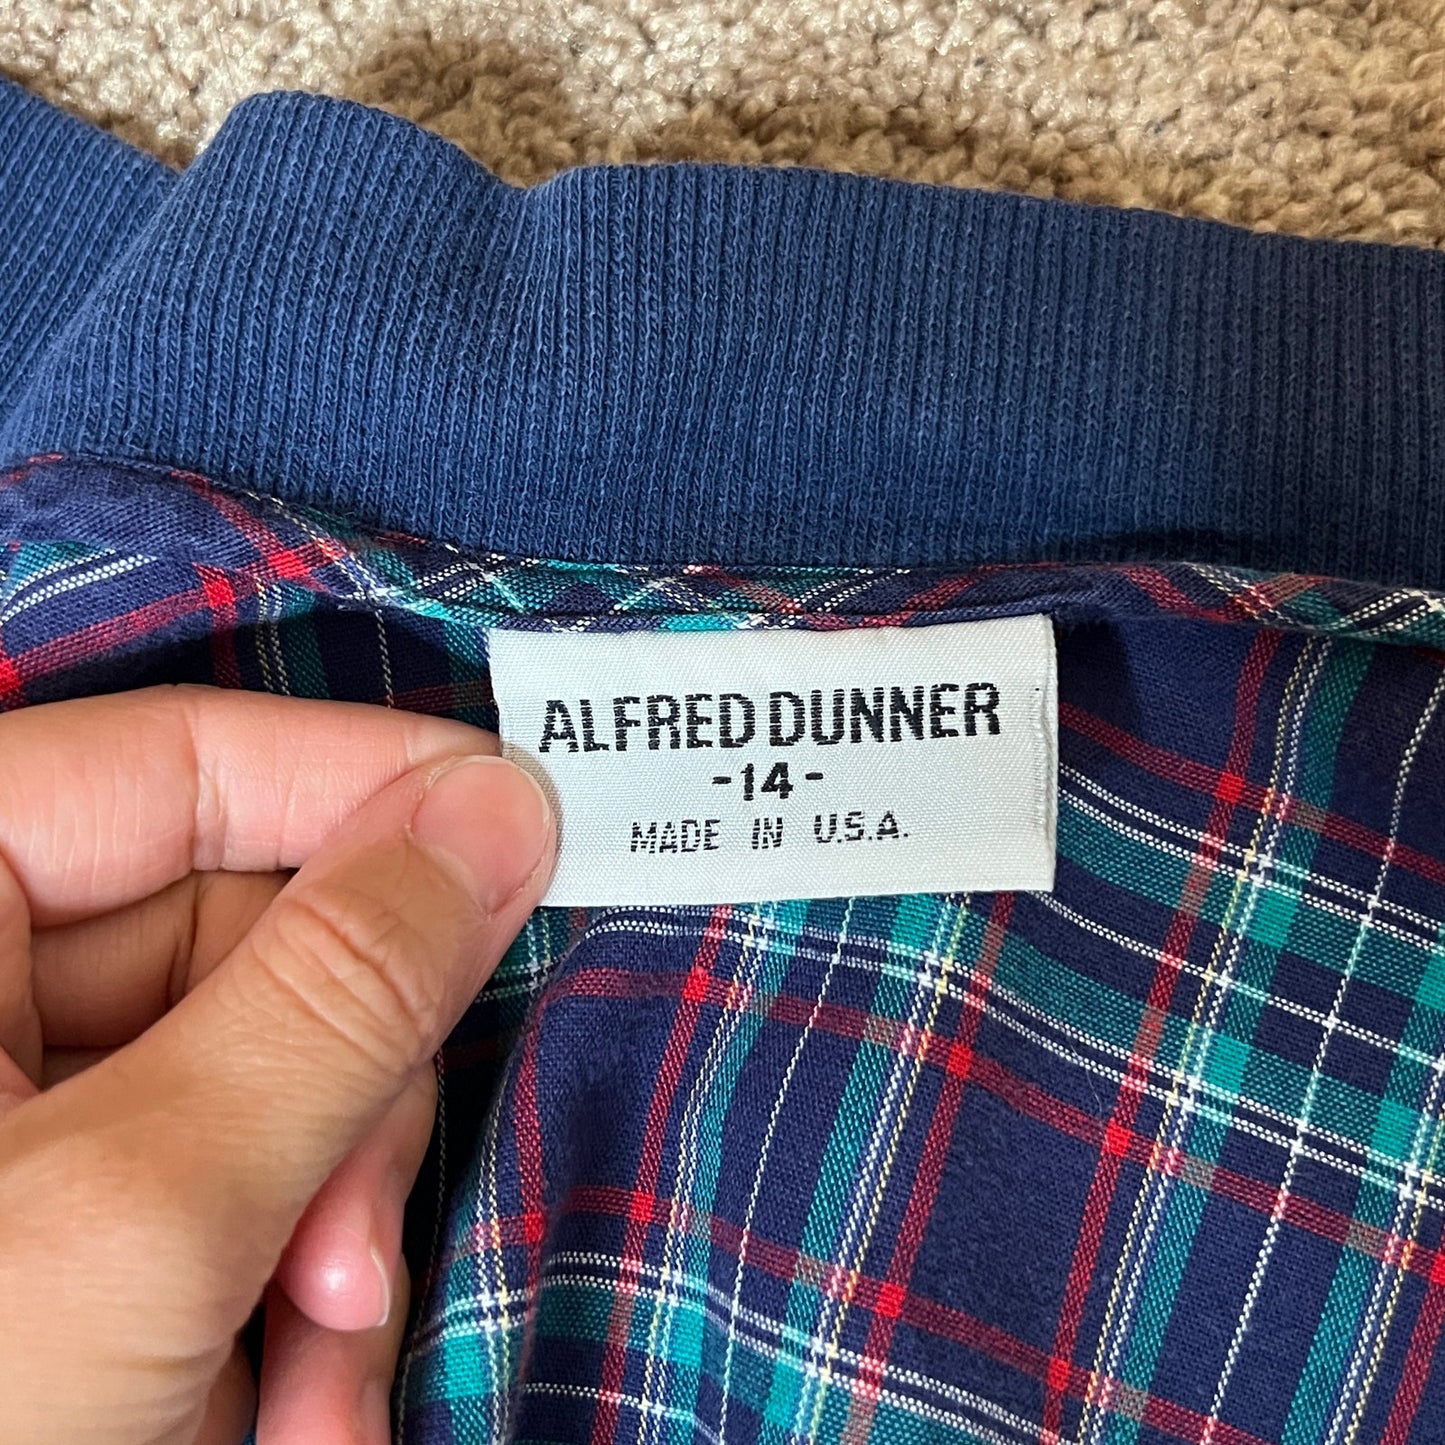 ALFRED DUNNER
-14-
MADE IN U.S.A.